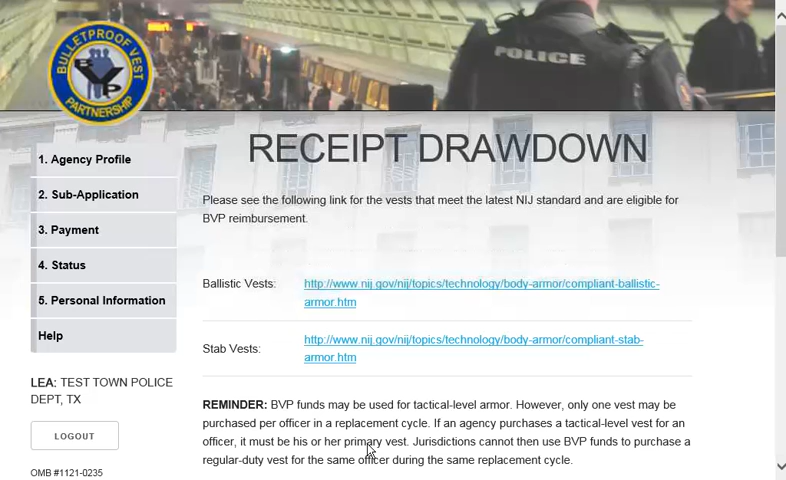 BULLETPROOF VEST
BVP
PARTNERSHIP
POLICE
RECEIPT DRAWDOWN
1. Agency Profile
2. Sub-Application
3. Payment
4. Status
5. Personal Information
Help
LEA: TEST TOWN POLICE
DEPT, TX
LOGOUT
OMB #1121-0235
Please see the following link for the vests that meet the latest NIJ standard and are eligible for
BVP reimbursement.
Ballistic Vests:
http://www.nij.gov/nij/topics/technology/body-armor/compliant-ballistic-
armor.htm
Stab Vests:
http://www.nij.gov/nij/topics/technology/body-armor/compliant-stab-
armor.htm
REMINDER: BVP funds may be used for tactical-level armor. However, only one vest may be
purchased per officer in a replacement cycle. If an agency purchases a tactical-level vest for an
officer, it must be his or her primary vest. Jurisdictions cannot then use BVP funds to purchase a
regular-duty vest for the same officer during the same replacement cycle.